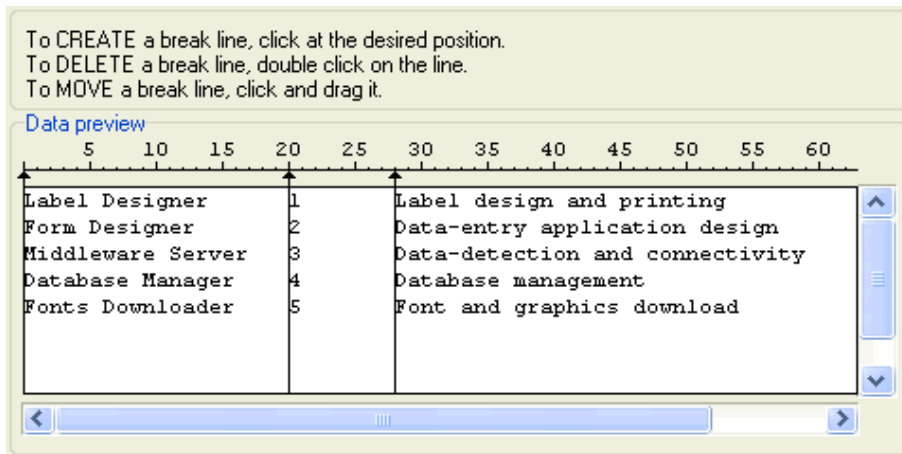 To CREATE a break line, click at the desired position.
To DELETE a break line, double click on the line.
To MOVE a break line, click and drag it.
Data preview
5 10 15 20 25 30 35 40 45 50 55 60
Label Designer 1 Label design and printing
Form Designer 2 Data-entry application design
Middleware Server 3 Data-detection and connectivity
Database Manager 4 Database management
Fonts Downloader 5 Font and graphics download